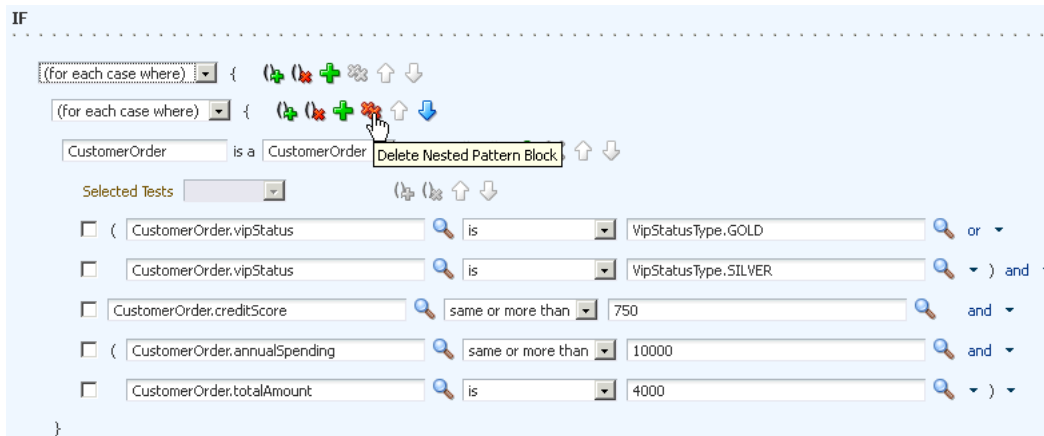 IF
(for each case where) {
(for each case where) {
CustomerOrder is a CustomerOrder
Delete Nested Pattern Block
Selected Tests
( CustomerOrder.vipStatus is VipStatusType.GOLD or
CustomerOrder.vipStatus is VipStatusType.SILVER ) and
CustomerOrder.creditScore same or more than 750 and
( CustomerOrder.annualSpending same or more than 10000 and
CustomerOrder.totalAmount is 4000 )
}